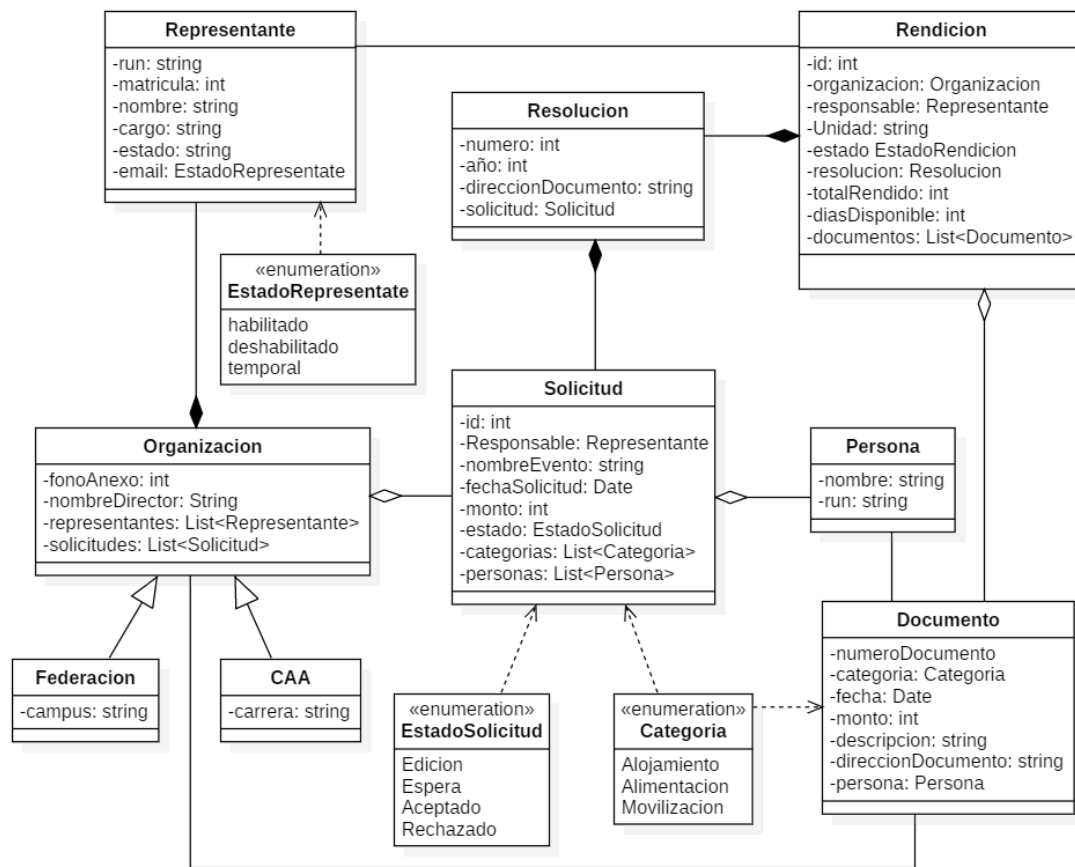 Representante
-run: string
-matricula: int
-nombre: string
-cargo: string
-estado: string
-email: EstadoRepresentate
Rendicion
-id: int
-organizacion: Organizacion
-responsable: Representante
-Unidad: string
-estado EstadoRendicion
-resolucion: Resolucion
-totalRendido: int
-diasDisponible: int
-documentos: List<Documento>
Resolucion
-numero: int
-año: int
-direccionDocumento: string
-solicitud: Solicitud
«enumeration»
EstadoRepresentate
habilitado
deshabilitado
temporal
Solicitud
-id: int
-Responsable: Representante
-nombreEvento: string
-fechaSolicitud: Date
-monto: int
-estado: EstadoSolicitud
-categorias: List<Categoria>
-personas: List<Persona>
Organizacion
-fonoAnexo: int
-nombreDirector: String
-representantes: List<Representante>
-solicitudes: List<Solicitud>
Persona
-nombre: string
-run: string
Federacion
-campus: string
CAA
-carrera: string
«enumeration»
EstadoSolicitud
Edicion
Espera
Aceptado
Rechazado
«enumeration»
Categoria
Alojamiento
Alimentacion
Movilizacion
Documento
-numeroDocumento
-categoria: Categoria
-fecha: Date
-monto: int
-descripcion: string
-direccionDocumento: string
-persona: Persona